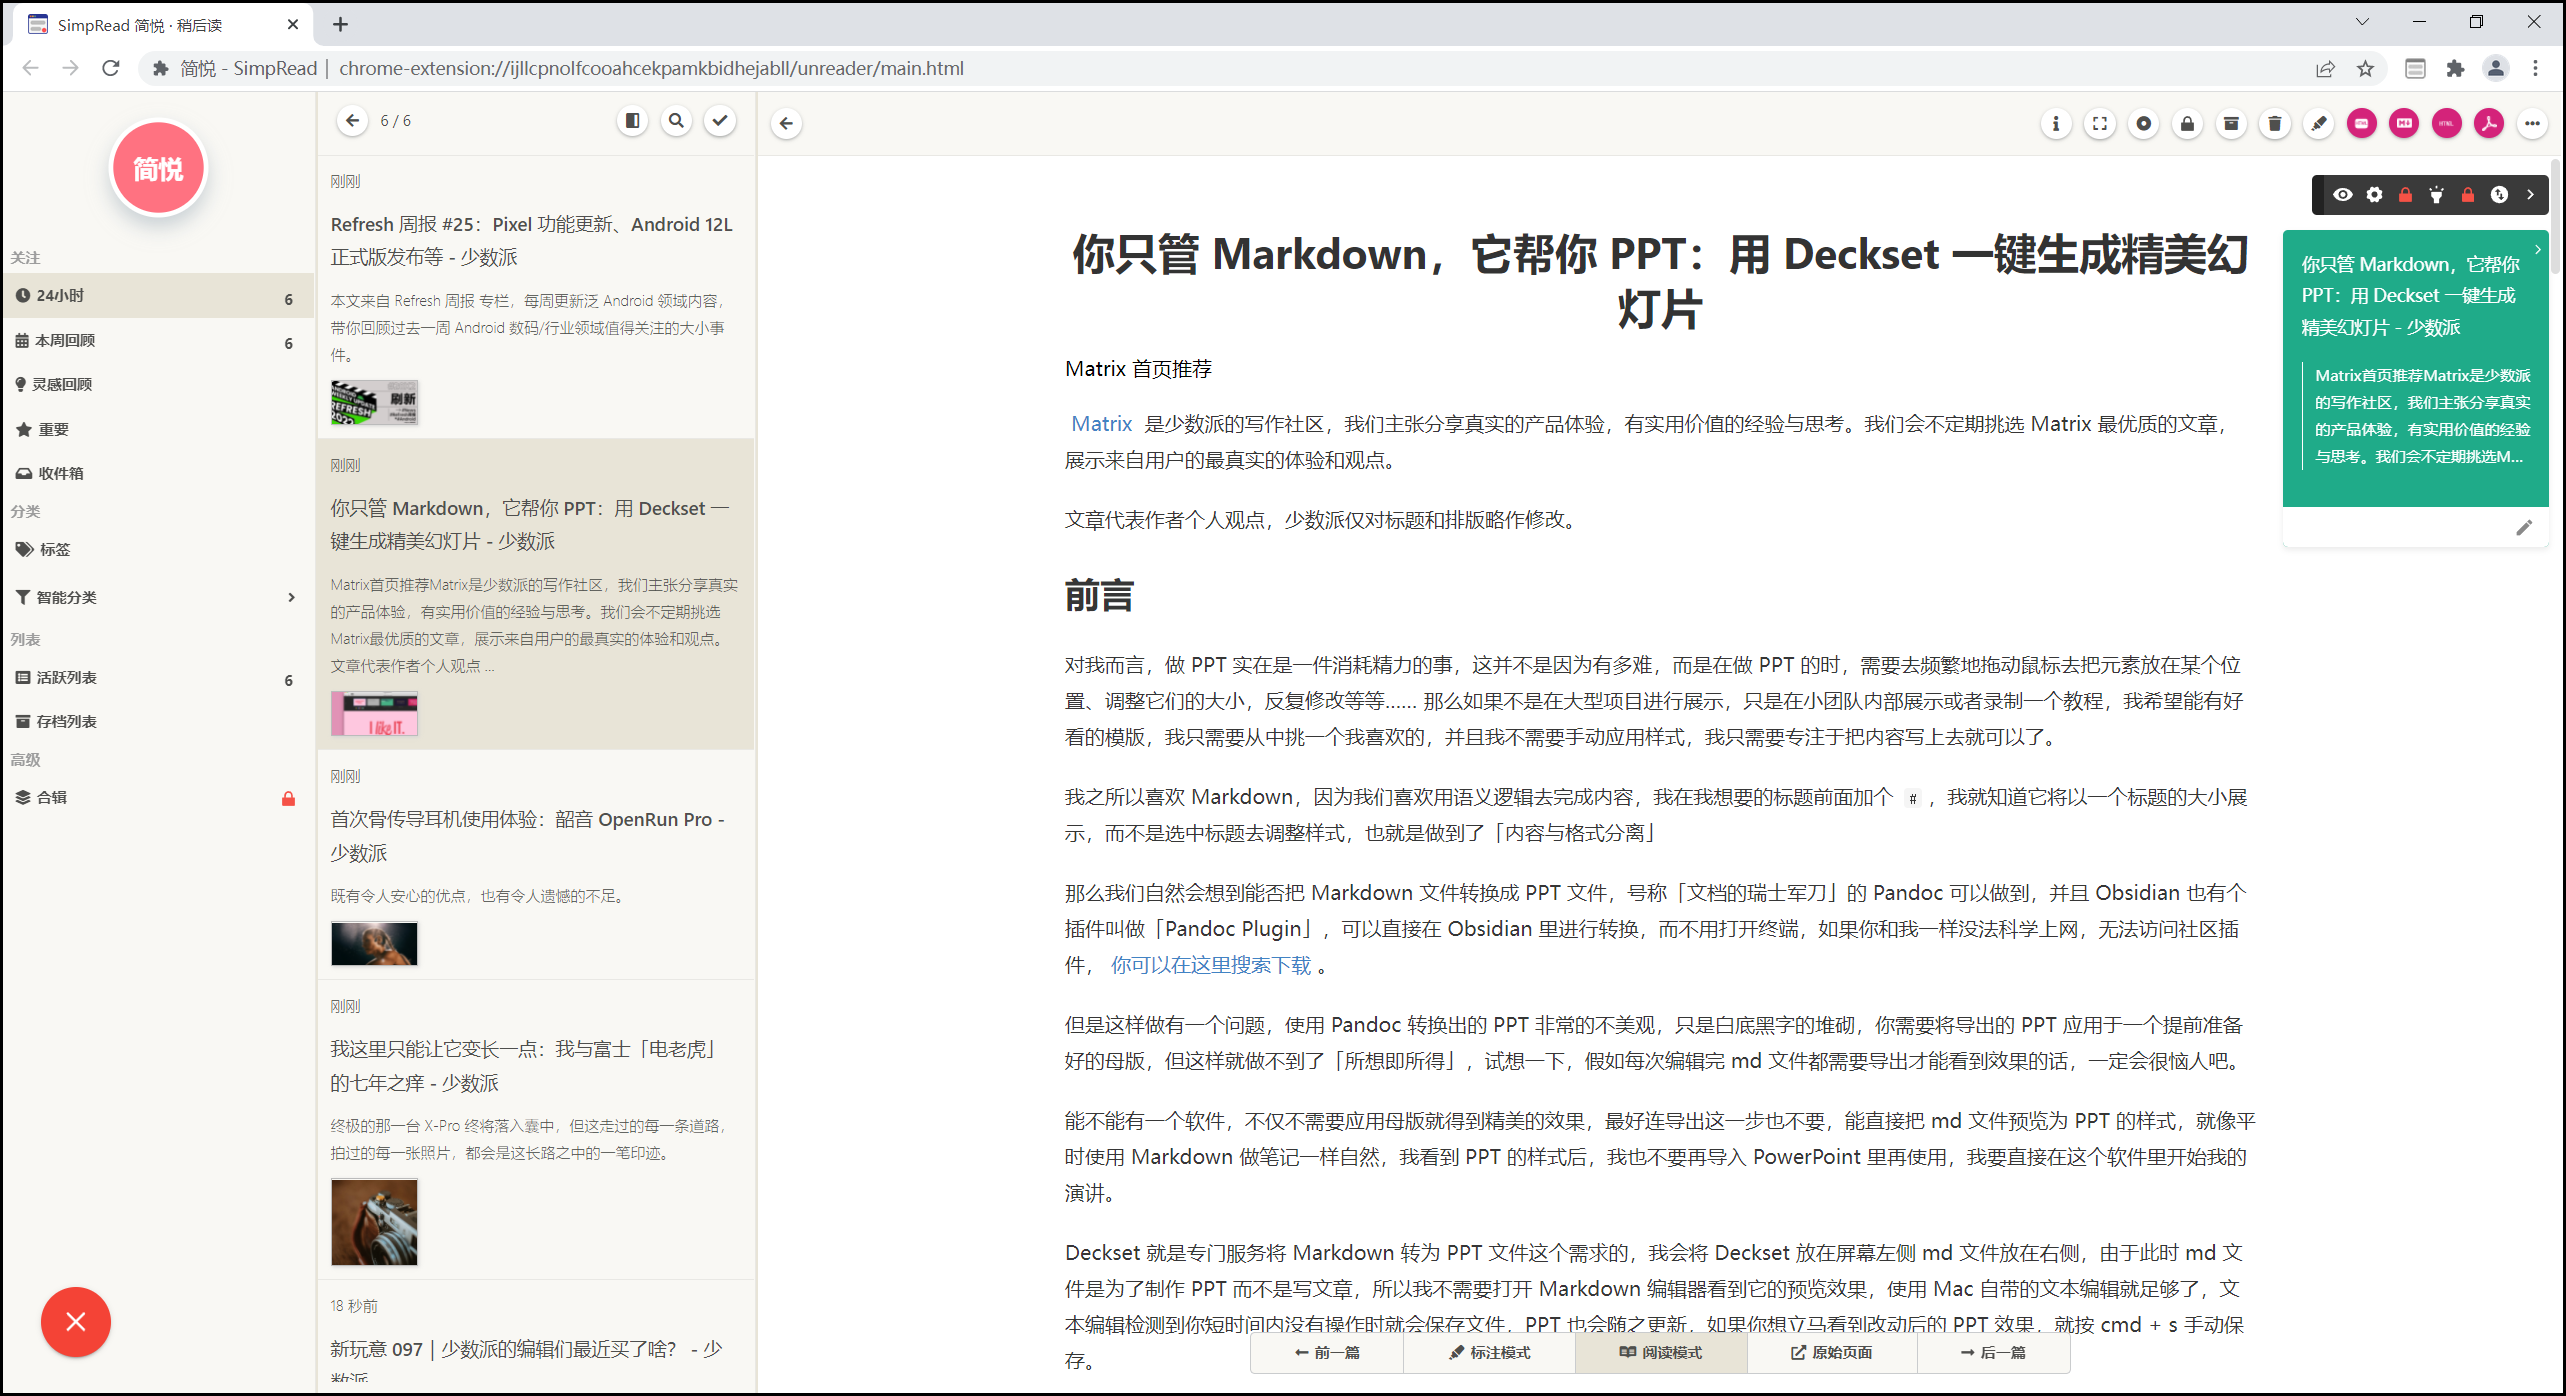 SimpRead 简悦 · 稍后读
简悦 - SimpRead | chrome-extension://ijllcpnolfcooahcekpamkbidhejabll/unreader/main.html
简悦
关注
24小时 6
本周回顾 6
灵感回顾
重要
收件箱
分类
标签
智能分类
列表
活跃列表 6
存档列表
高级
合辑
6 / 6
刚刚
Refresh 周报 #25：Pixel 功能更新、Android 12L
正式版发布等 - 少数派
本文来自 Refresh 周报 专栏，每周更新泛 Android 领域内容，
带你回顾过去一周 Android 数码/行业领域值得关注的大小事
件。
刷新
刚刚
你只管 Markdown，它帮你 PPT：用 Deckset 一
键生成精美幻灯片 - 少数派
Matrix首页推荐Matrix是少数派的写作社区，我们主张分享真实
的产品体验，有实用价值的经验与思考。我们会不定期挑选
Matrix最优质的文章，展示来自用户的最真实的体验和观点。
文章代表作者个人观点 ...
I like IT.
刚刚
首次骨传导耳机使用体验：韶音 OpenRun Pro -
少数派
既有令人安心的优点，也有令人遗憾的不足。
刚刚
我这里只能让它变长一点：我与富士「电老虎」
的七年之痒 - 少数派
终极的那一台 X-Pro 终将落入囊中，但这走过的每一条道路，
拍过的每一张照片，都会是这长路之中的一笔印迹。
18 秒前
新玩意 097｜少数派的编辑们最近买了啥？ - 少
数派
你只管 Markdown，它帮你 PPT：用 Deckset 一键生成精美幻
灯片
Matrix 首页推荐
Matrix 是少数派的写作社区，我们主张分享真实的产品体验，有实用价值的经验与思考。我们会不定期挑选 Matrix 最优质的文章，
展示来自用户的最真实的体验和观点。
文章代表作者个人观点，少数派仅对标题和排版略作修改。
前言
对我而言，做 PPT 实在是一件消耗精力的事，这并不是因为有多难，而是在做 PPT 的时，需要去频繁地拖动鼠标去把元素放在某个位
置、调整它们的大小，反复修改等等…… 那么如果不是在大型项目进行展示，只是在小团队内部展示或者录制一个教程，我希望能有好
看的模版，我只需要从中挑一个我喜欢的，并且我不需要手动应用样式，我只需要专注于把内容写上去就可以了。
我之所以喜欢 Markdown，因为我们喜欢用语义逻辑去完成内容，我在我想要的标题前面加个 # ，我就知道它将以一个标题的大小展
示，而不是选中标题去调整样式，也就是做到了「内容与格式分离」
那么我们自然会想到能否把 Markdown 文件转换成 PPT 文件，号称「文档的瑞士军刀」的 Pandoc 可以做到，并且 Obsidian 也有个
插件叫做「Pandoc Plugin」，可以直接在 Obsidian 里进行转换，而不用打开终端，如果你和我一样没法科学上网，无法访问社区插
件， 你可以在这里搜索下载 。
但是这样做有一个问题，使用 Pandoc 转换出的 PPT 非常的不美观，只是白底黑字的堆砌，你需要将导出的 PPT 应用于一个提前准备
好的母版，但这样就做不到了「所想即所得」，试想一下，假如每次编辑完 md 文件都需要导出才能看到效果的话，一定会很恼人吧。
能不能有一个软件，不仅不需要应用母版就得到精美的效果，最好连导出这一步也不要，能直接把 md 文件预览为 PPT 的样式，就像平
时使用 Markdown 做笔记一样自然，我看到 PPT 的样式后，我也不要再导入 PowerPoint 里再使用，我要直接在这个软件里开始我的
演讲。
Deckset 就是专门服务将 Markdown 转为 PPT 文件这个需求的，我会将 Deckset 放在屏幕左侧 md 文件放在右侧，由于此时 md 文
件是为了制作 PPT 而不是写文章，所以我不需要打开 Markdown 编辑器看到它的预览效果，使用 Mac 自带的文本编辑就足够了，文
本编辑检测到你短时间内没有操作时就会保存文件，PPT 也会随之更新，如果你想立马看到改动后的 PPT 效果，就按 cmd + s 手动保
存。
前一篇 标注模式 阅读模式 原始页面 后一篇
你只管 Markdown，它帮你
PPT：用 Deckset 一键生成
精美幻灯片 - 少数派
Matrix首页推荐Matrix是少数派
的写作社区，我们主张分享真实
的产品体验，有实用价值的经验
与思考。我们会不定期挑选M...